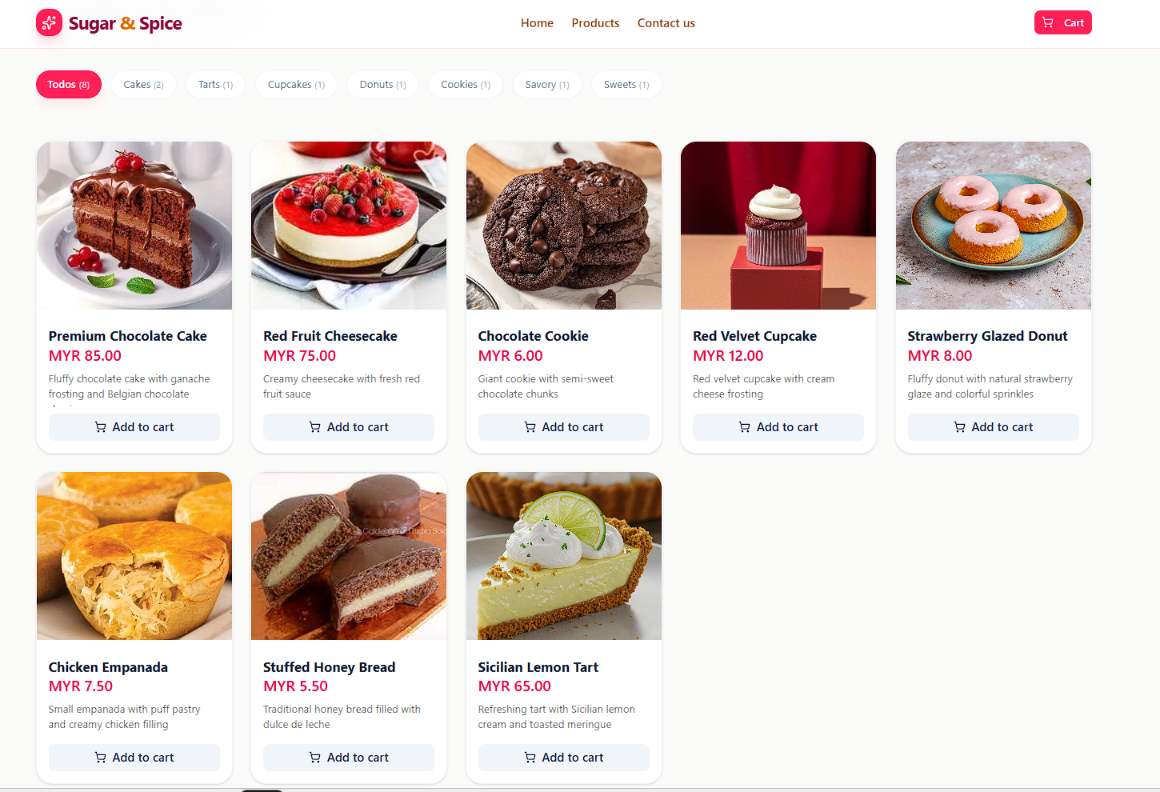 Sugar & Spice
Home
Products
Contact us
Cart
Todos (8)
Cakes (2)
Tarts (1)
Cupcakes (1)
Donuts (1)
Cookies (1)
Savory (1)
Sweets (1)
Premium Chocolate Cake
MYR 85.00
Fluffy chocolate cake with ganache
frosting and Belgian chocolate
Add to cart
Red Fruit Cheesecake
MYR 75.00
Creamy cheesecake with fresh red
fruit sauce
Add to cart
Chocolate Cookie
MYR 6.00
Giant cookie with semi-sweet
chocolate chunks
Add to cart
Red Velvet Cupcake
MYR 12.00
Red velvet cupcake with cream
cheese frosting
Add to cart
Strawberry Glazed Donut
MYR 8.00
Fluffy donut with natural strawberry
glaze and colorful sprinkles
Add to cart
Chicken Empanada
MYR 7.50
Small empanada with puff pastry
and creamy chicken filling
Add to cart
Stuffed Honey Bread
MYR 5.50
Traditional honey bread filled with
dulce de leche
Add to cart
Sicilian Lemon Tart
MYR 65.00
Refreshing tart with Sicilian lemon
cream and toasted meringue
Add to cart